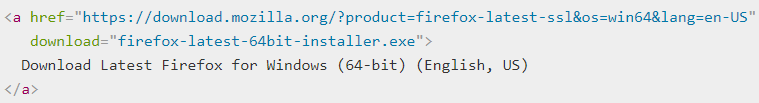 <a href="https://download.mozilla.org/?product=firefox-latest-ssl&os=win64&lang=en-US"
download="firefox-latest-64bit-installer.exe">
Download Latest Firefox for Windows (64-bit) (English, US)
</a>